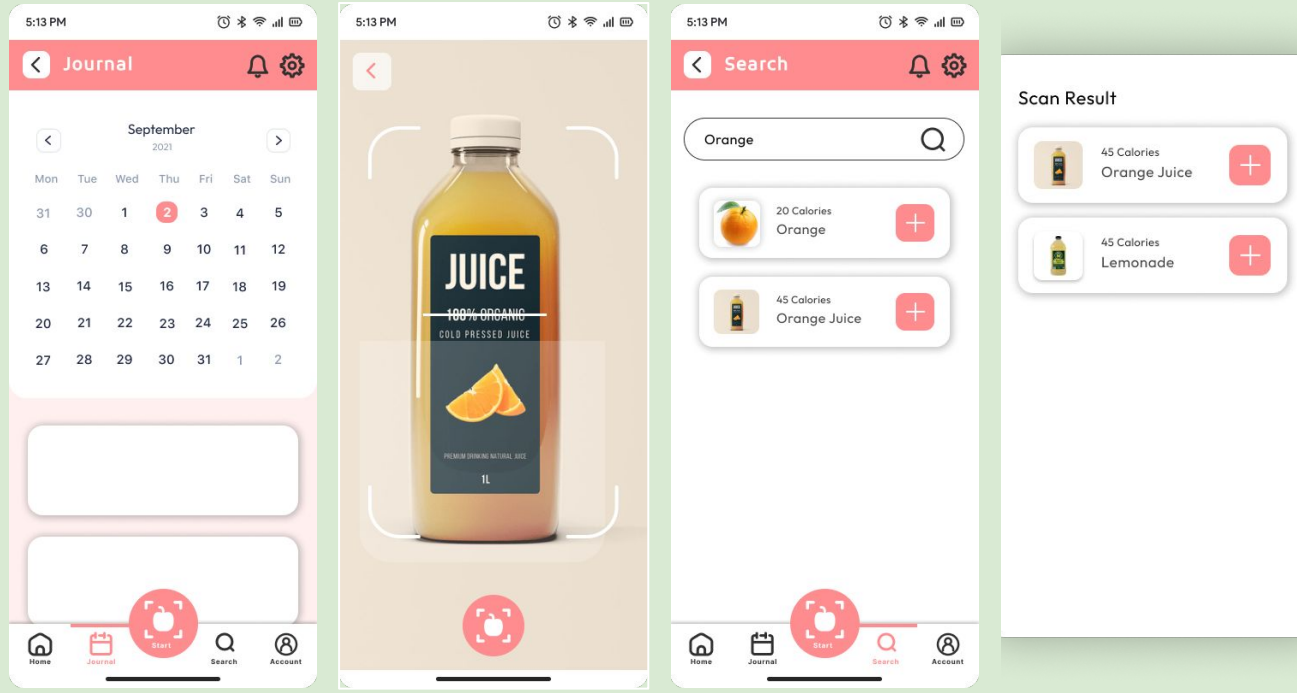 5:13 PM
Journal
September
2021
Mon Tue Wed Thu Fri Sat Sun
31 30 1 2 3 4 5
6 7 8 9 10 11 12
13 14 15 16 17 18 19
20 21 22 23 24 25 26
27 28 29 30 31 1 2
Start
Home Journal Search Account
5:13 PM
JUICE
100% ORGANIC
COLD PRESSED JUICE
PREMIUM DRINKING NATURAL JUICE
1L
5:13 PM
Search
Orange
20 Calories
Orange
45 Calories
Orange Juice
Start
Home Journal Search Account
Scan Result
45 Calories
Orange Juice
45 Calories
Lemonade